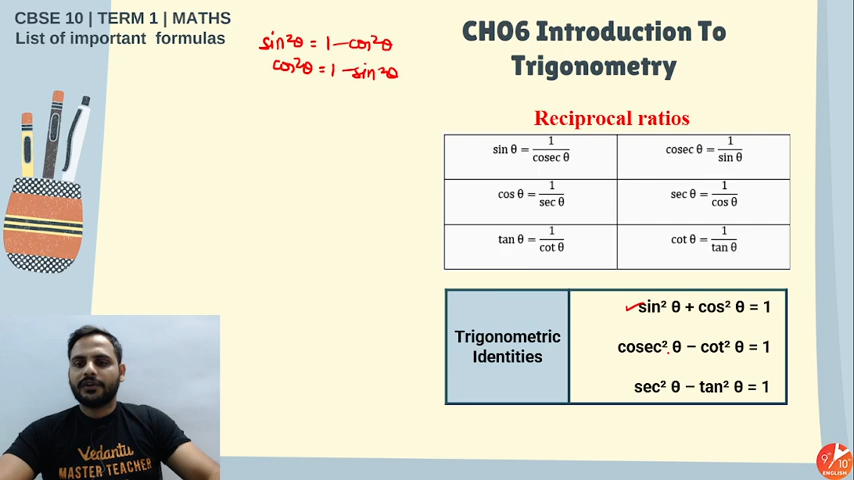 CBSE 10 | TERM 1 | MATHS
List of important formulas
sin²θ = 1 – cos²θ
cos²θ = 1 – sin²θ
CH06 Introduction To
Trigonometry
Reciprocal ratios
sin θ = 1/cosec θ
cosec θ = 1/sin θ
cos θ = 1/sec θ
sec θ = 1/cos θ
tan θ = 1/cot θ
cot θ = 1/tan θ
Trigonometric
Identities
sin² θ + cos² θ = 1
cosec² θ − cot² θ = 1
sec² θ − tan² θ = 1
Vedantu
MASTER TEACHER
9th/10th
ENGLISH